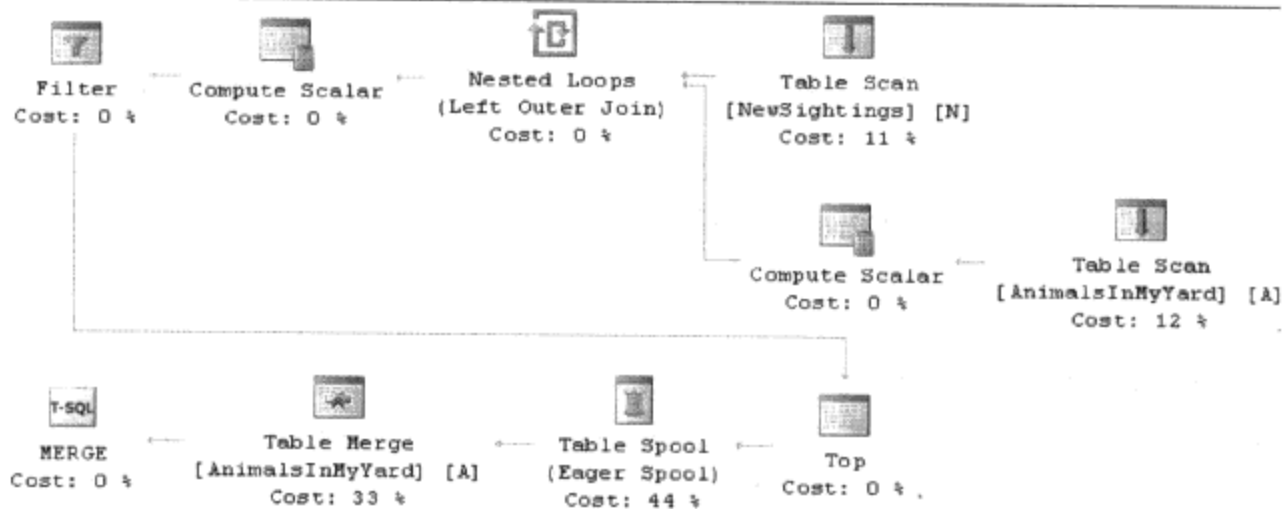 Filter
Cost: 0 %
Compute Scalar
Cost: 0 %
Nested Loops
(Left Outer Join)
Cost: 0 %
Table Scan
[NewSightings] [N]
Cost: 11 %
Compute Scalar
Cost: 0 %
Table Scan
[AnimalsInMyYard] [A]
Cost: 12 %
T-SQL
MERGE
Cost: 0 %
Table Merge
[AnimalsInMyYard] [A]
Cost: 33 %
Table Spool
(Eager Spool)
Cost: 44 %
Top
Cost: 0 %